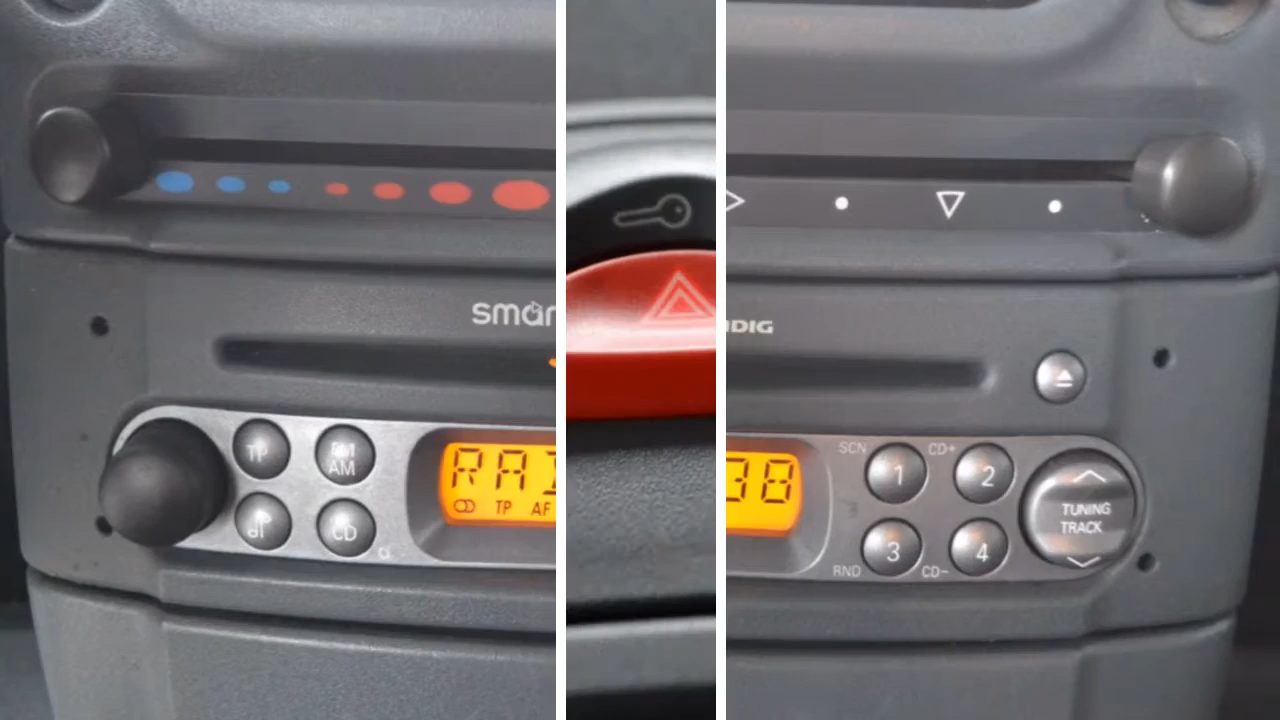 smar
TP
AM
CD
RAI
TP AF
DIG
38
SCN
CD+
1
2
TUNING
TRACK
3
4
RND
CD-